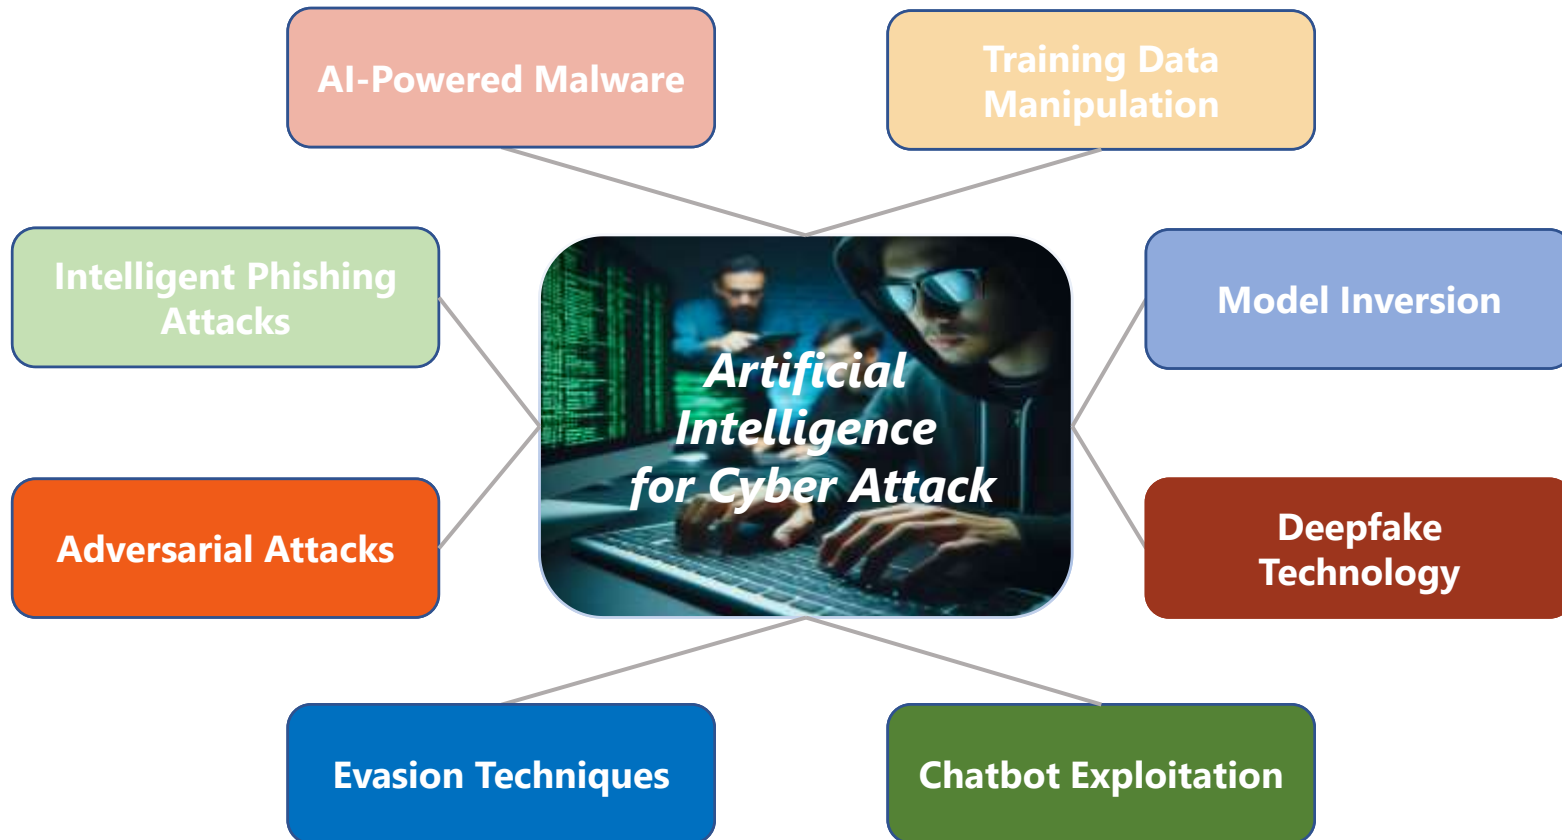 AI-Powered Malware
Training Data
Manipulation
Intelligent Phishing
Attacks
Model Inversion
Artificial
Intelligence
for Cyber Attack
Adversarial Attacks
Deepfake
Technology
Evasion Techniques
Chatbot Exploitation